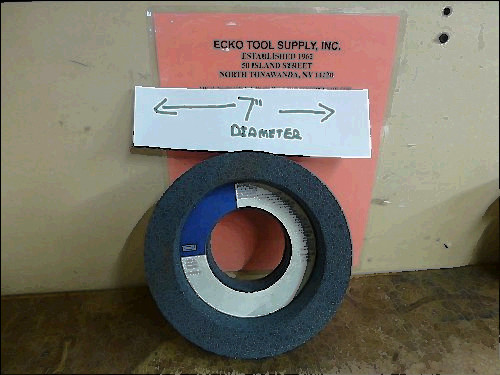 ECKO TOOL SUPPLY, INC.
ESTABLISHED 1962
50 ISLAND STREET
NORTH TONAWANDA, NY 14120
7"
DIAMETER